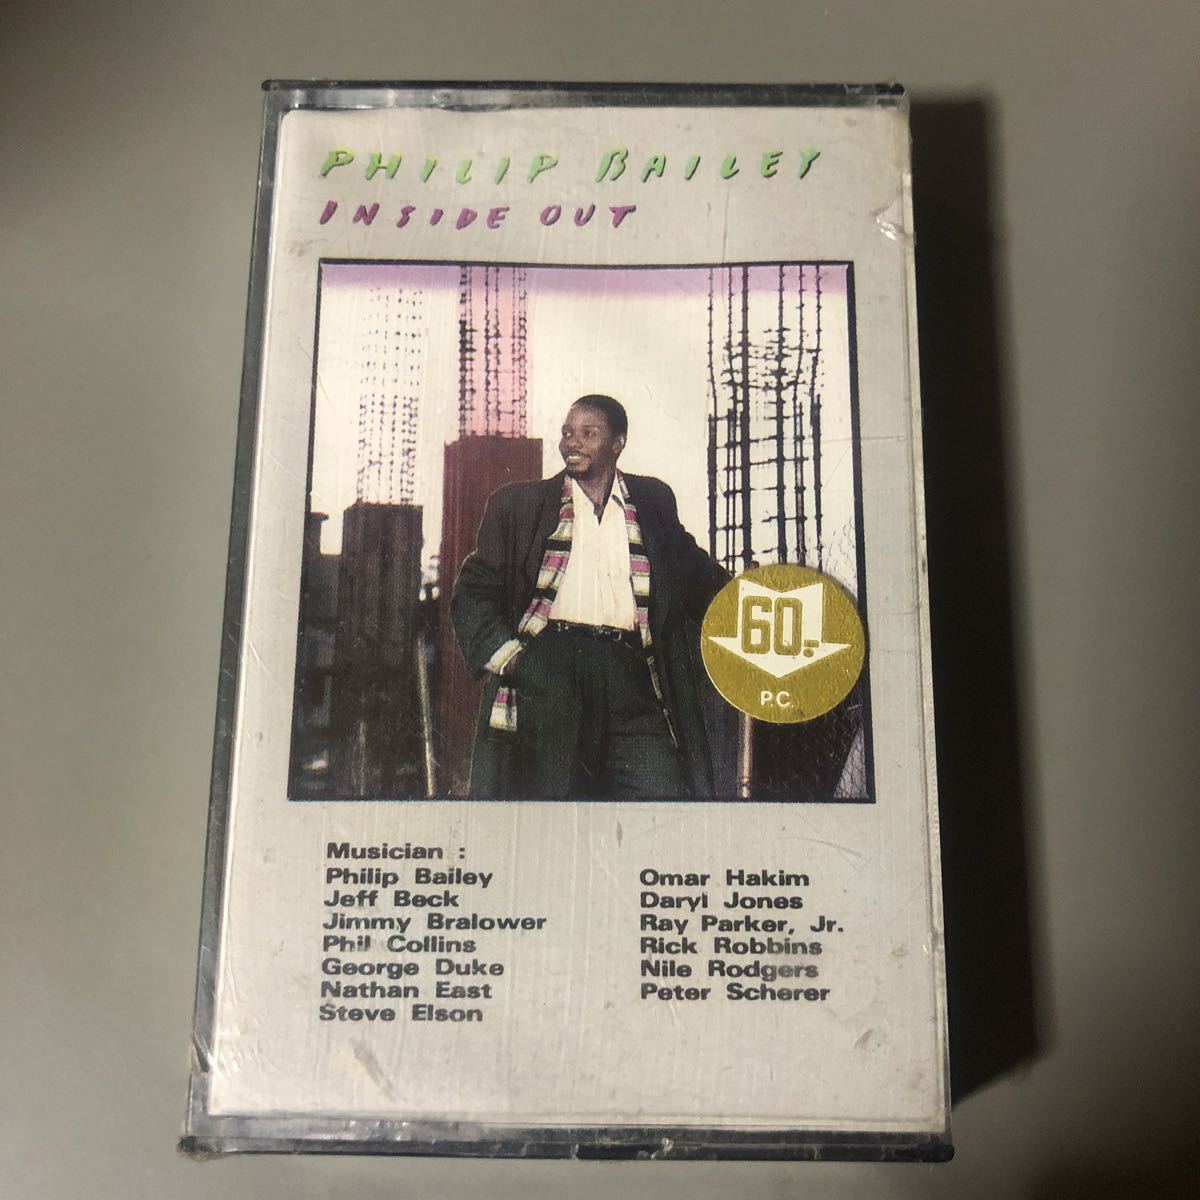 PHILIP BAILEY
INSIDE OUT
60.-
P.C.
Musician :
Philip Bailey
Jeff Beck
Jimmy Bralower
Phil Collins
George Duke
Nathan East
Steve Elson
Omar Hakim
Daryl Jones
Ray Parker, Jr.
Rick Robbins
Nile Rodgers
Peter Scherer